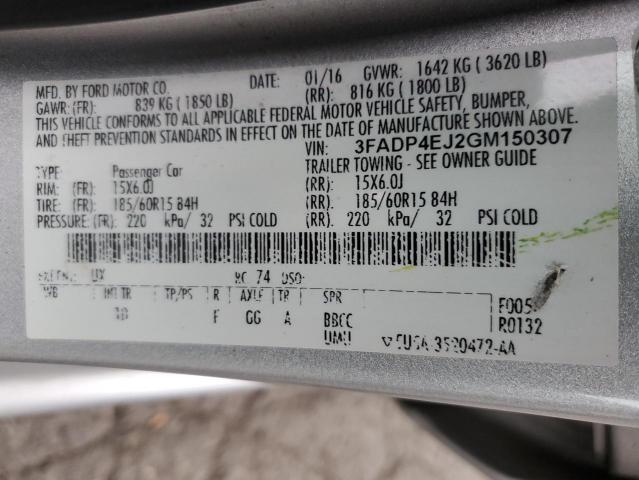 MFD. BY FORD MOTOR CO. DATE: 01/16 GVWR: 1642 KG ( 3620 LB)
GAWR:(FR): 839 KG ( 1850 LB) (RR): 816 KG ( 1800 LB)
THIS VEHICLE CONFORMS TO ALL APPLICABLE FEDERAL MOTOR VEHICLE SAFETY, BUMPER,
AND THEFT PREVENTION STANDARDS IN EFFECT ON THE DATE OF MANUFACTURE SHOWN ABOVE.
VIN: 3FADP4EJ2GM150307
TYPE: Passenger Car TRAILER TOWING - SEE OWNER GUIDE
RIM: (FR): 15X6.0J (RR): 15X6.0J
TIRE: (FR): 185/60R15 84H (RR): 185/60R15 84H
PRESSURE: (FR): 220 kPa/ 32 PSI COLD (RR): 220 kPa/ 32 PSI COLD
UX RC: 74 DSO:
WB INT TR TP/PS R AXLE TR SPR F005
F GG A BBCC R0132
UMU